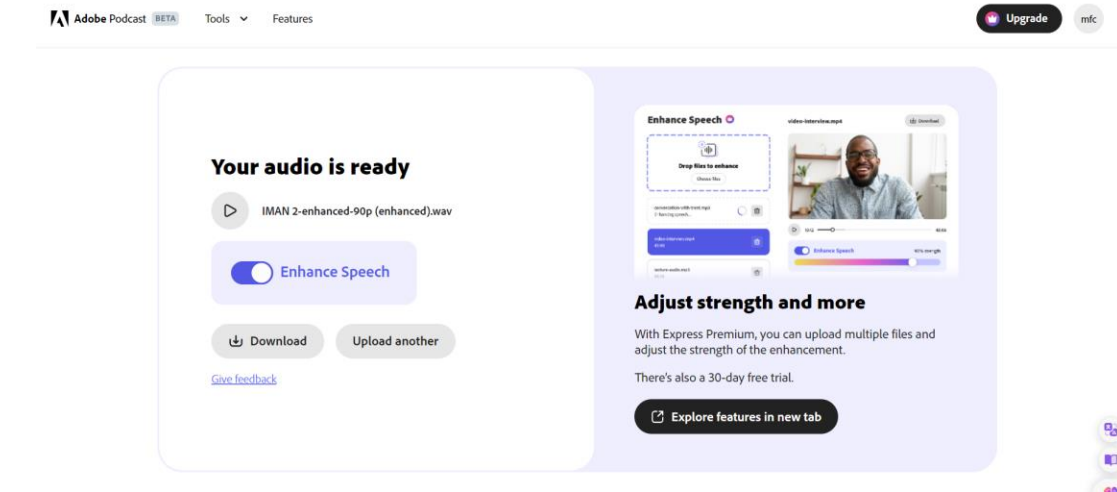 Adobe Podcast BETA
Tools
Features
Upgrade
mfc
Your audio is ready
IMAN 2-enhanced-90p (enhanced).wav
Enhance Speech
Download
Upload another
Give feedback
Enhance Speech
video-interview.mp4
Download
Drop files to enhance
Choose files
video-interview.mp4
Enhance Speech
Adjust strength and more
With Express Premium, you can upload multiple files and
adjust the strength of the enhancement.
There's also a 30-day free trial.
Explore features in new tab